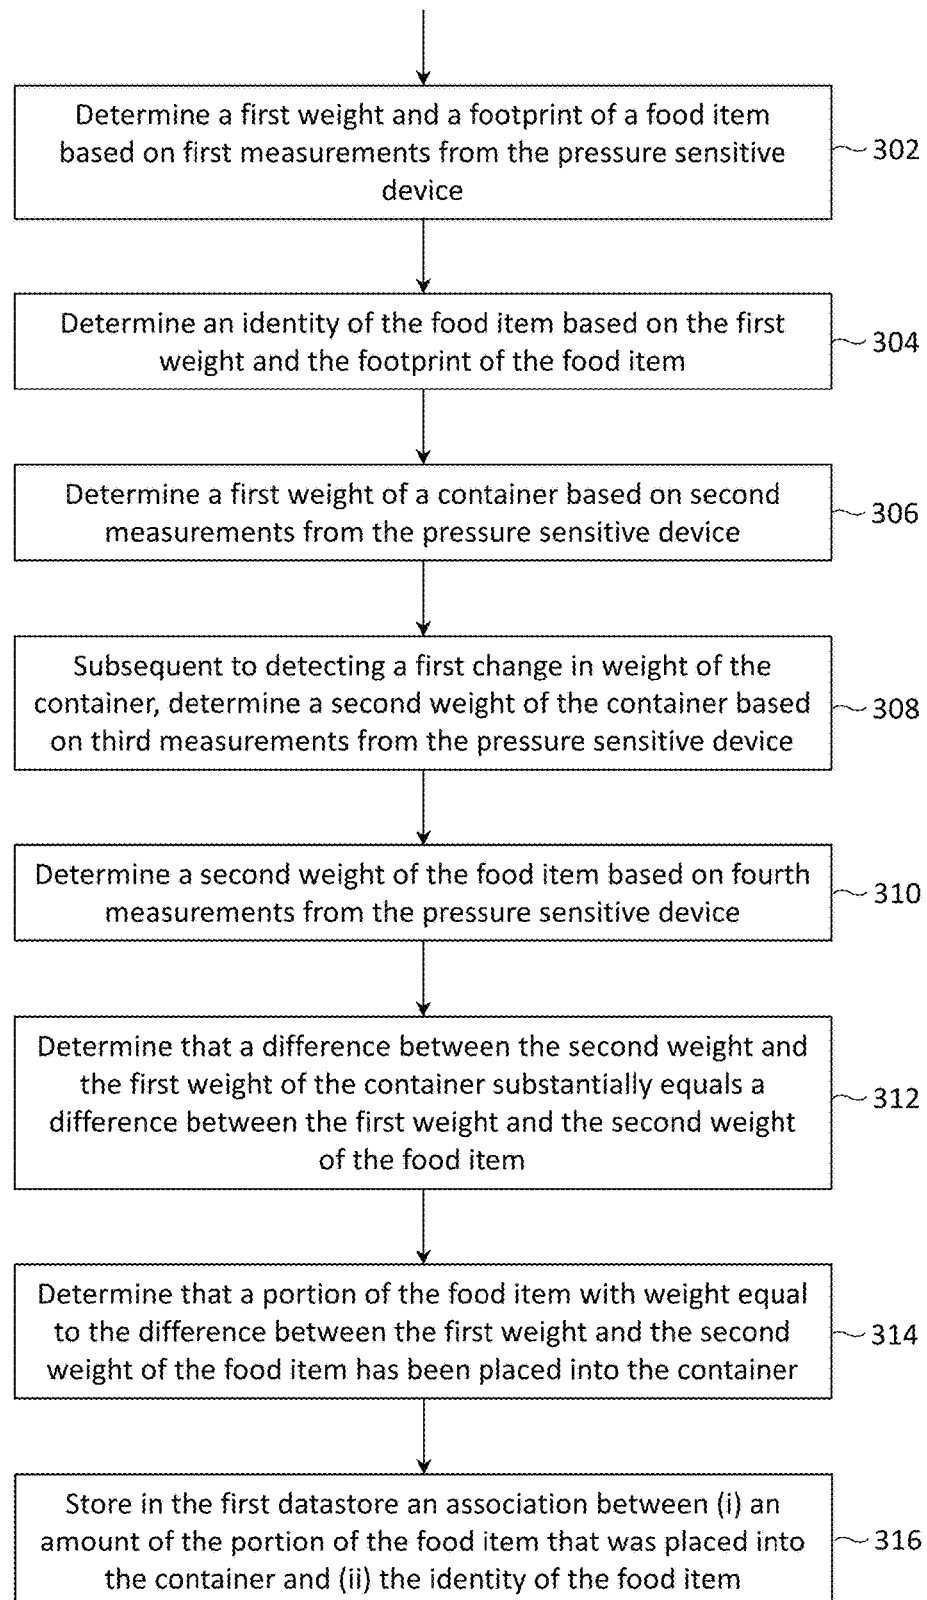 Determine a first weight and a footprint of a food item
based on first measurements from the pressure sensitive
device
302
Determine an identity of the food item based on the first
weight and the footprint of the food item
304
Determine a first weight of a container based on second
measurements from the pressure sensitive device
306
Subsequent to detecting a first change in weight of the
container, determine a second weight of the container based
on third measurements from the pressure sensitive device
308
Determine a second weight of the food item based on fourth
measurements from the pressure sensitive device
310
Determine that a difference between the second weight and
the first weight of the container substantially equals a
difference between the first weight and the second weight
of the food item
312
Determine that a portion of the food item with weight equal
to the difference between the first weight and the second
weight of the food item has been placed into the container
314
Store in the first datastore an association between (i) an
amount of the portion of the food item that was placed into
the container and (ii) the identity of the food item
316